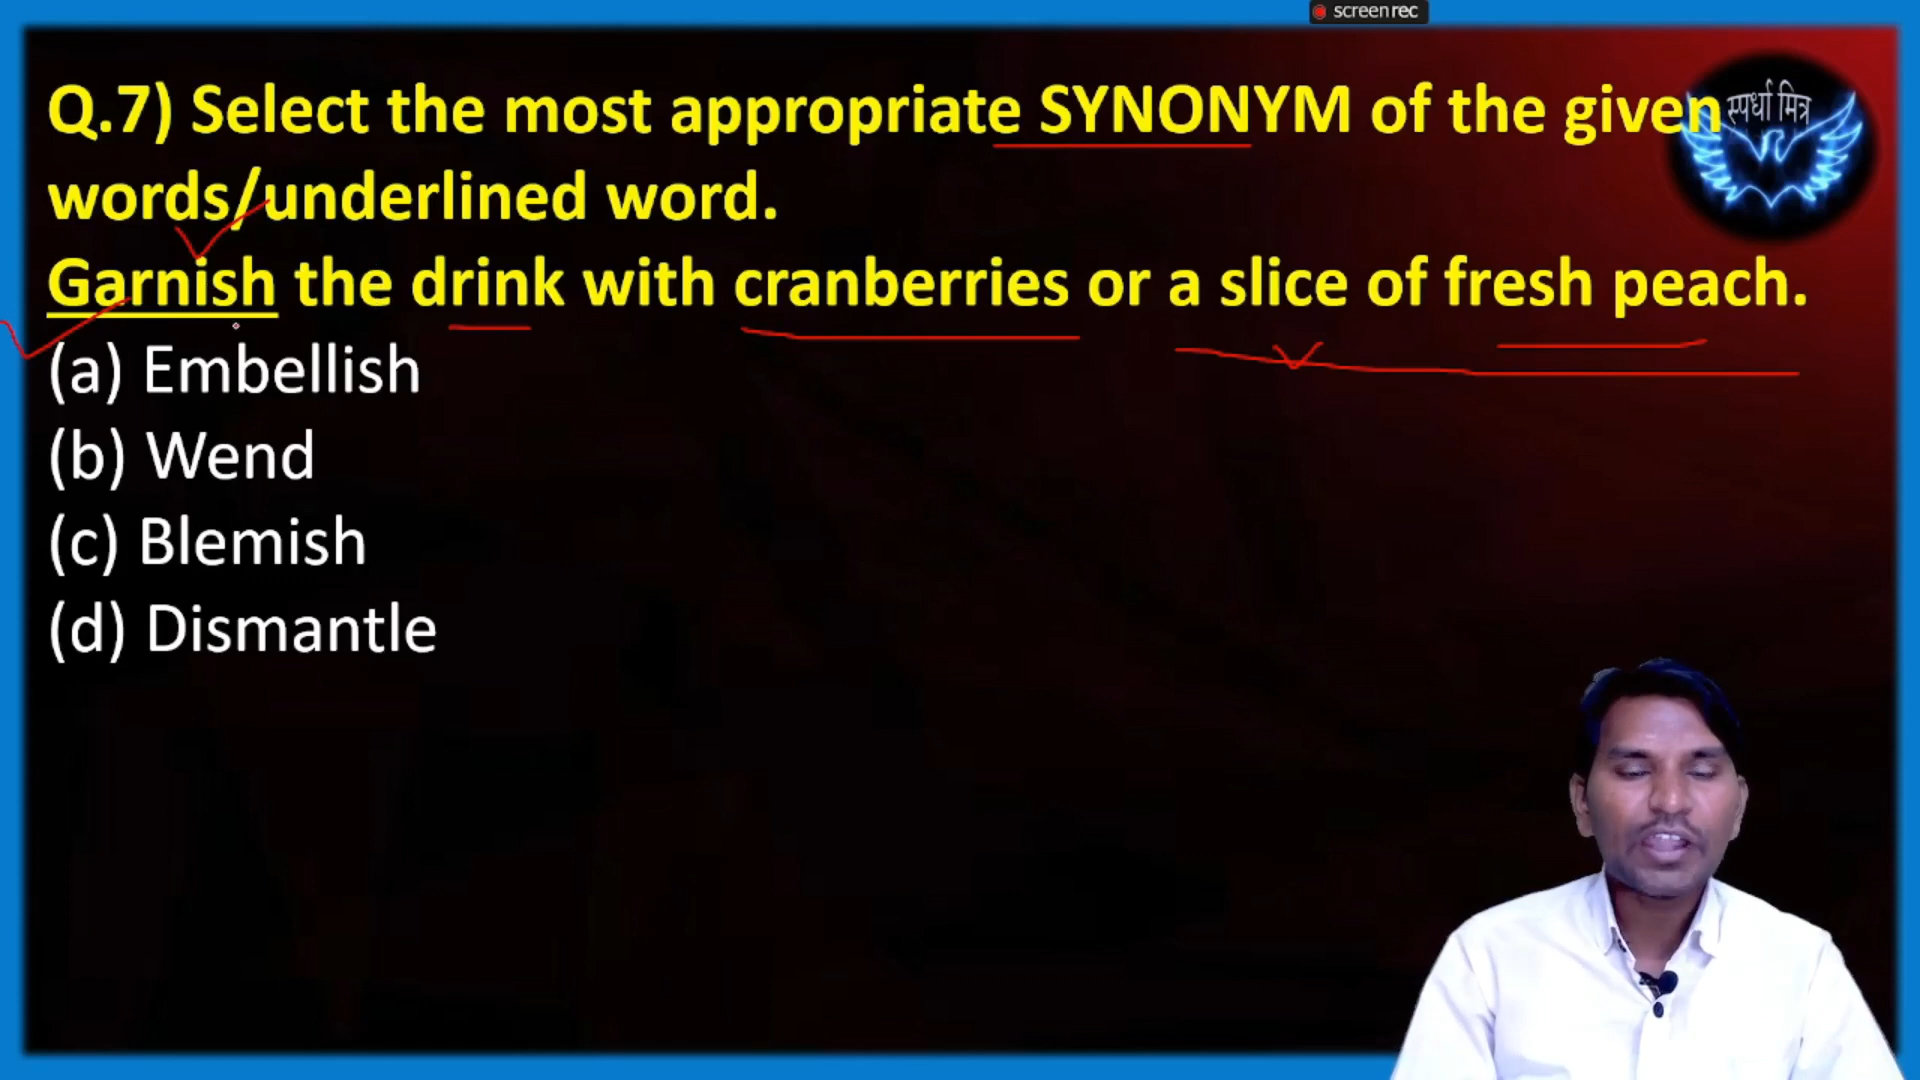 screenrec
स्पर्धा मित्र
Q.7) Select the most appropriate SYNONYM of the given
words/underlined word.
Garnish the drink with cranberries or a slice of fresh peach.
(a) Embellish
(b) Wend
(c) Blemish
(d) Dismantle